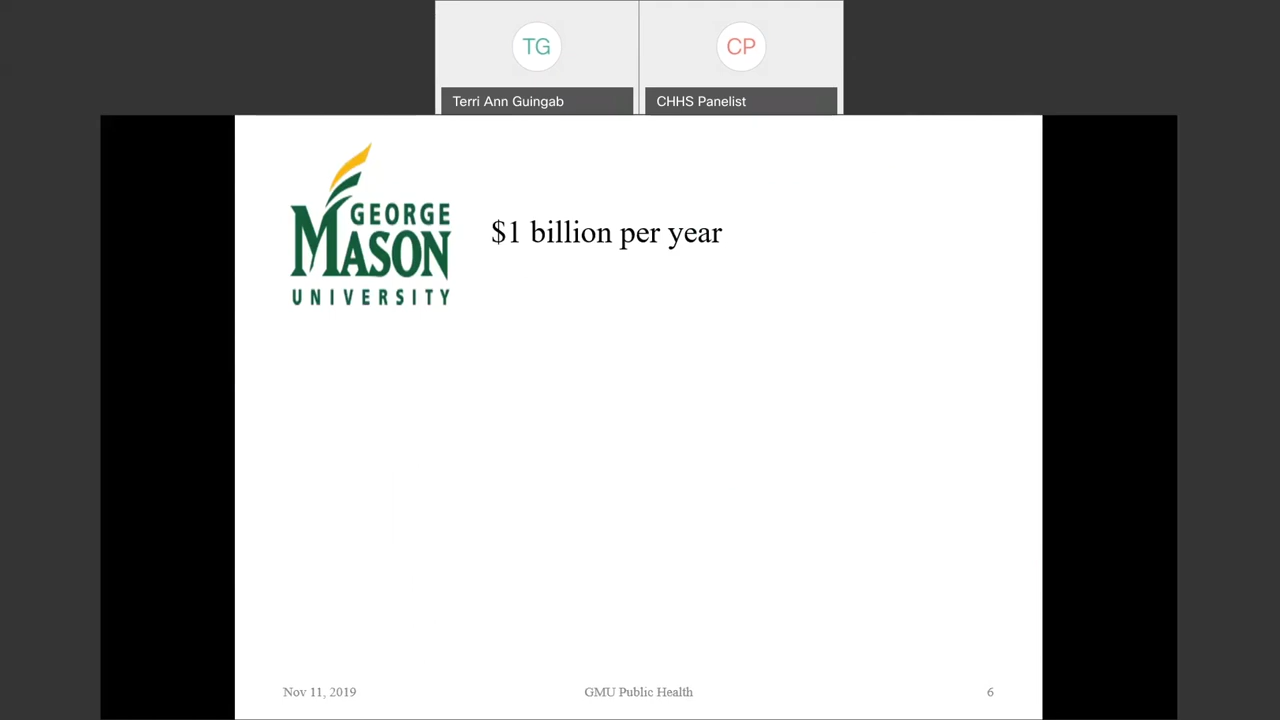 TG
CP
Terri Ann Guingab
CHHS Panelist
GEORGE
MASON
UNIVERSITY
$1 billion per year
Nov 11, 2019
GMU Public Health
6